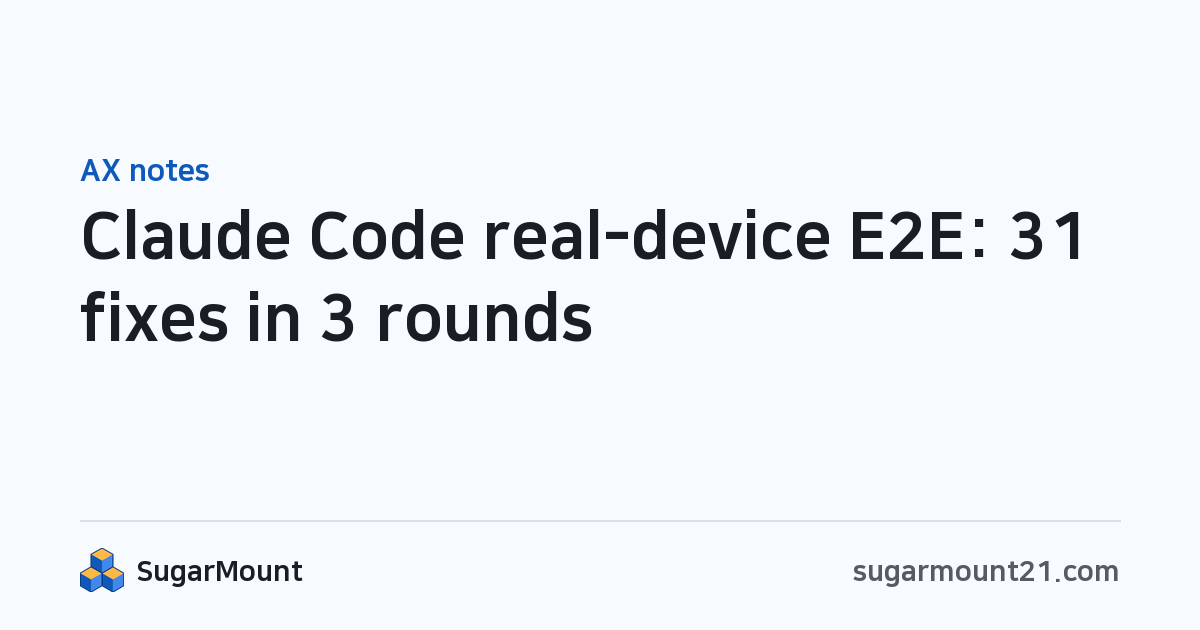 AX notes
Claude Code real-device E2E: 31
fixes in 3 rounds
SugarMount
sugarmount21.com